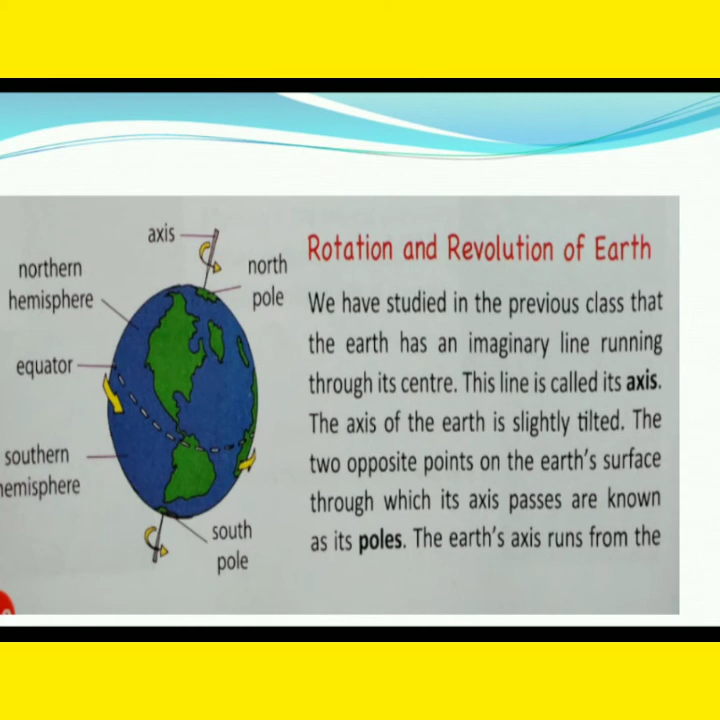 axis
northern
hemisphere
north
pole
equator
southern
hemisphere
south
pole
Rotation and Revolution of Earth
We have studied in the previous class that
the earth has an imaginary line running
through its centre. This line is called its axis.
The axis of the earth is slightly tilted. The
two opposite points on the earth's surface
through which its axis passes are known
as its poles. The earth's axis runs from the